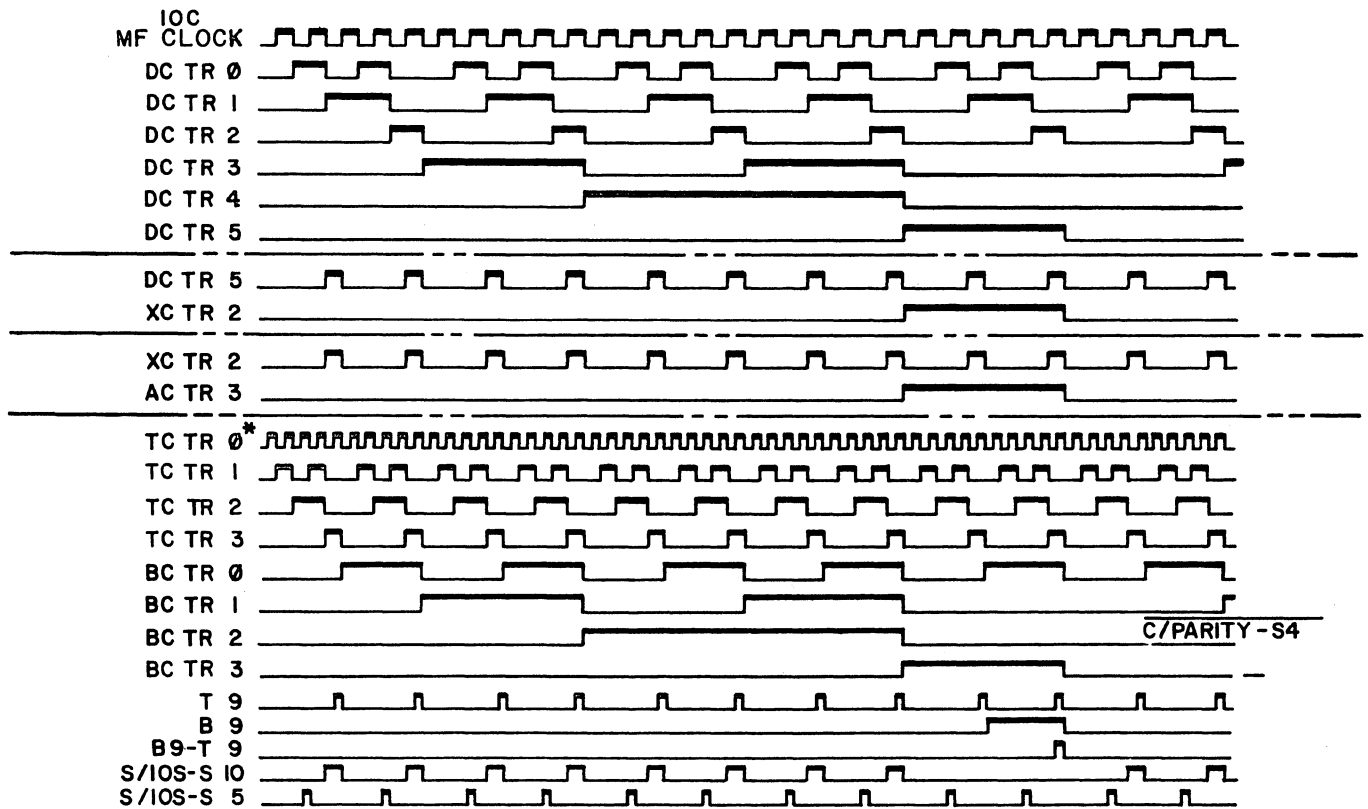 IOC
MF CLOCK
DC TR Ø
DC TR 1
DC TR 2
DC TR 3
DC TR 4
DC TR 5
DC TR 5
XC TR 2
XC TR 2
AC TR 3
TC TR Ø*
TC TR 1
TC TR 2
TC TR 3
BC TR Ø
BC TR 1
BC TR 2
C/PARITY-S4
BC TR 3
T 9
B 9
B9-T 9
S/IOS-S 10
S/IOS-S 5